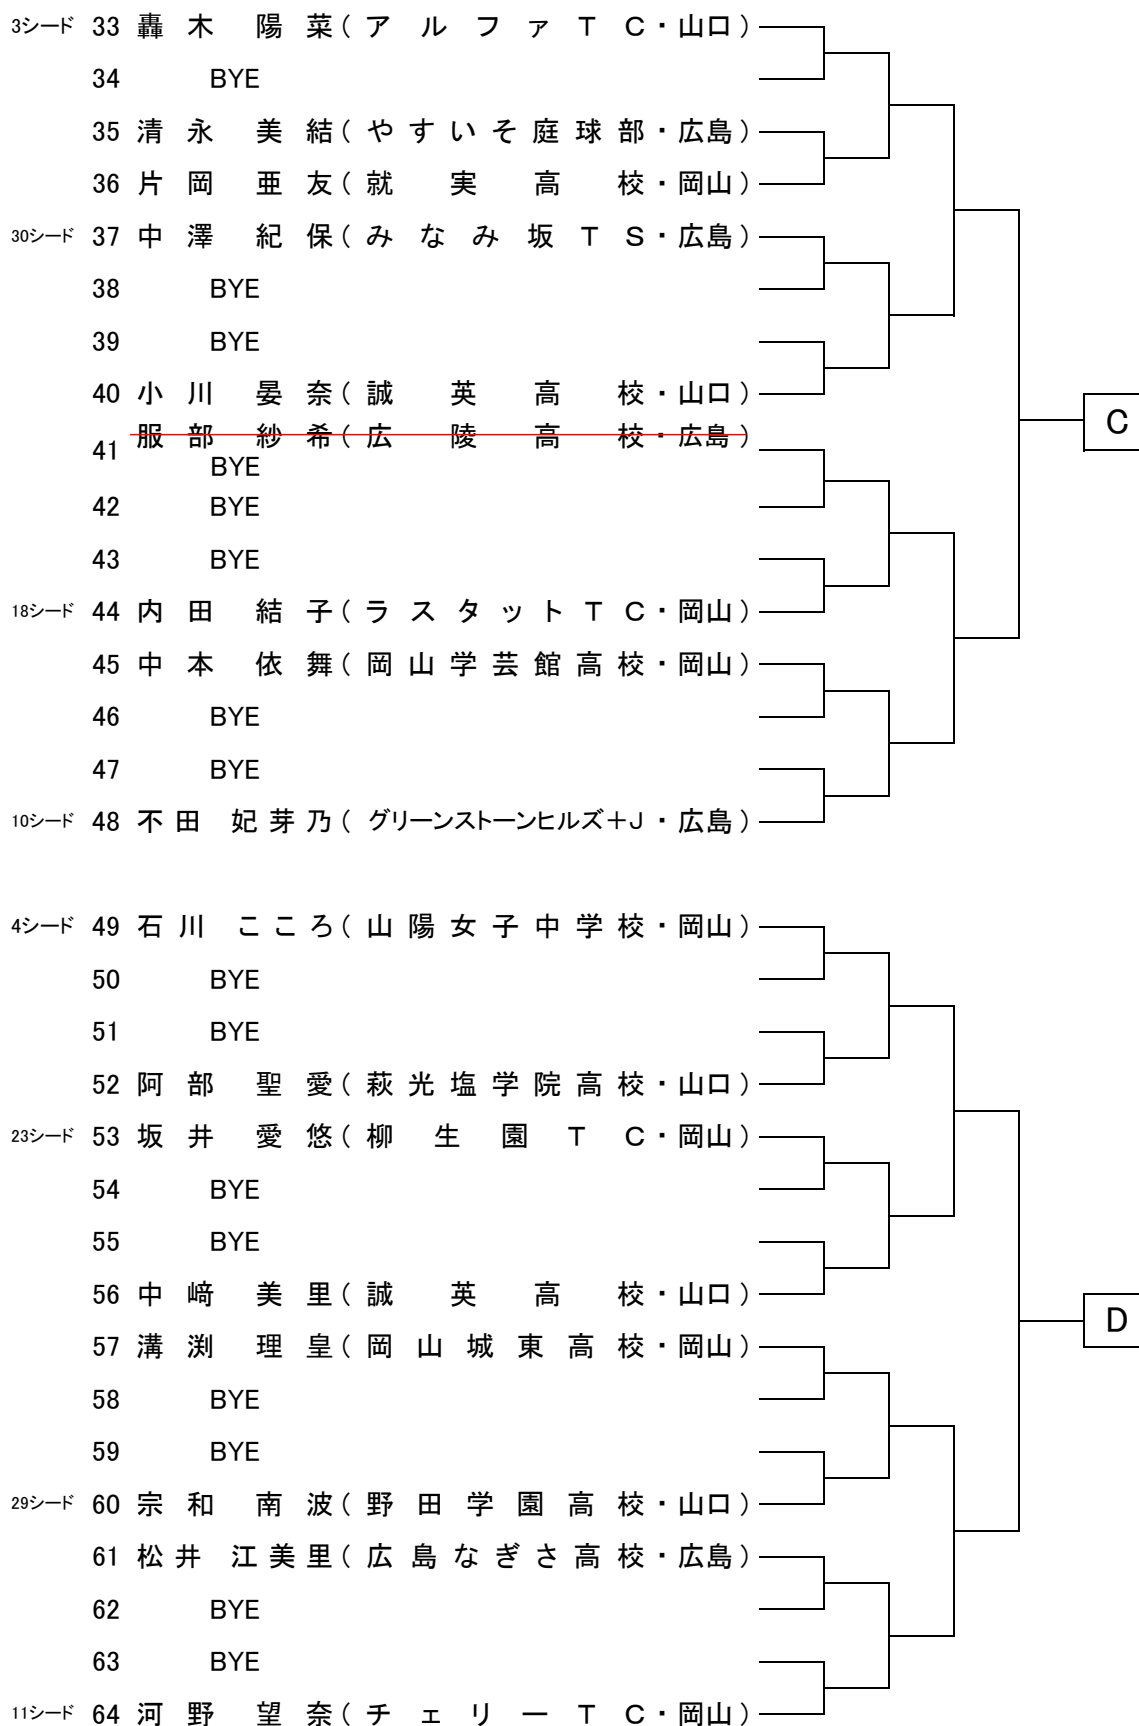 3シード 33 轟木 陽菜(アルファTC・山口)
34 BYE
35 清永 美結(やすいそ庭球部・広島)
36 片岡 亜友(就実高校・岡山)
30シード 37 中澤 紀保(みなみ坂TS・広島)
38 BYE
39 BYE
40 小川 晏奈(誠英高校・山口)
服部 紗希(広陵高校・広島)
41 BYE
42 BYE
43 BYE
18シード 44 内田 結子(ラスタットTC・岡山)
45 中本 依舞(岡山学芸館高校・岡山)
46 BYE
47 BYE
10シード 48 不田 妃芽乃(グリーンストーンヒルズ+J・広島)
C
4シード 49 石川 こころ(山陽女子中学校・岡山)
50 BYE
51 BYE
52 阿部 聖愛(萩光塩学院高校・山口)
23シード 53 坂井 愛悠(柳生園TC・岡山)
54 BYE
55 BYE
56 中﨑 美里(誠英高校・山口)
57 溝渕 理皇(岡山城東高校・岡山)
58 BYE
59 BYE
29シード 60 宗和 南波(野田学園高校・山口)
61 松井 江美里(広島なぎさ高校・広島)
62 BYE
63 BYE
11シード 64 河野 望奈(チェリーTC・岡山)
D